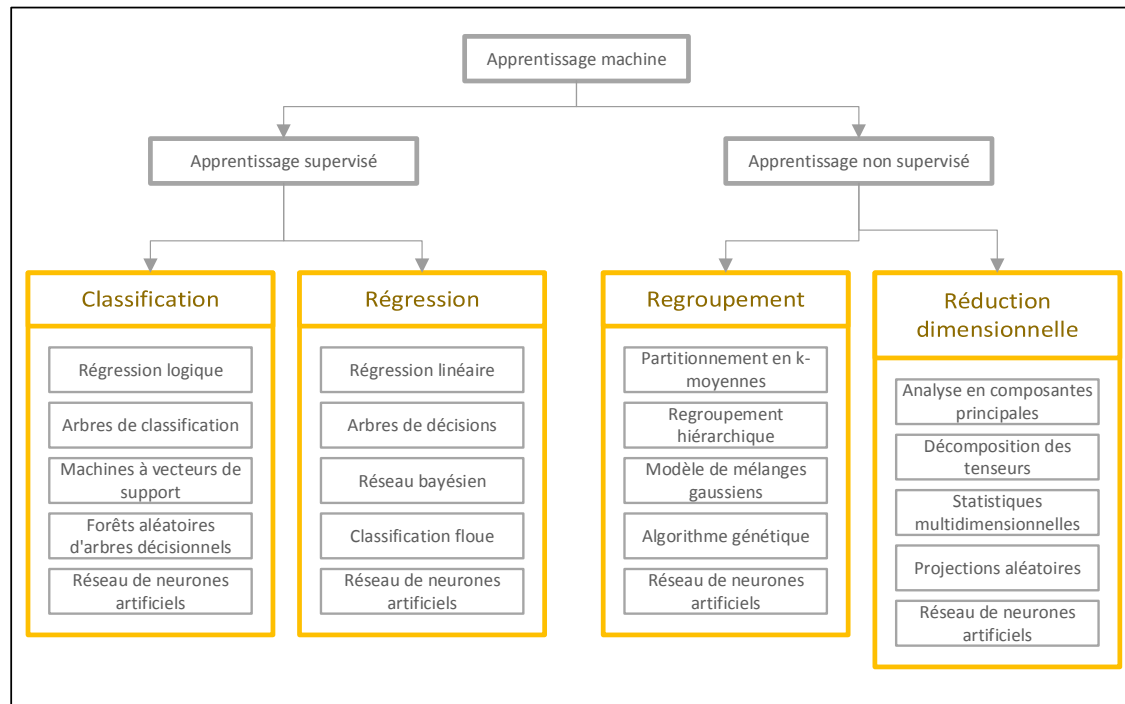 Apprentissage machine
Apprentissage supervisé
Apprentissage non supervisé
Classification
Régression logique
Arbres de classification
Machines à vecteurs de
support
Forêts aléatoires
d'arbres décisionnels
Réseau de neurones
artificiels
Régression
Régression linéaire
Arbres de décisions
Réseau bayésien
Classification floue
Réseau de neurones
artificiels
Regroupement
Partitionnement en k-
moyennes
Regroupement
hiérarchique
Modèle de mélanges
gaussiens
Algorithme génétique
Réseau de neurones
artificiels
Réduction
dimensionnelle
Analyse en composantes
principales
Décomposition des
tenseurs
Statistiques
multidimensionnelles
Projections aléatoires
Réseau de neurones
artificiels